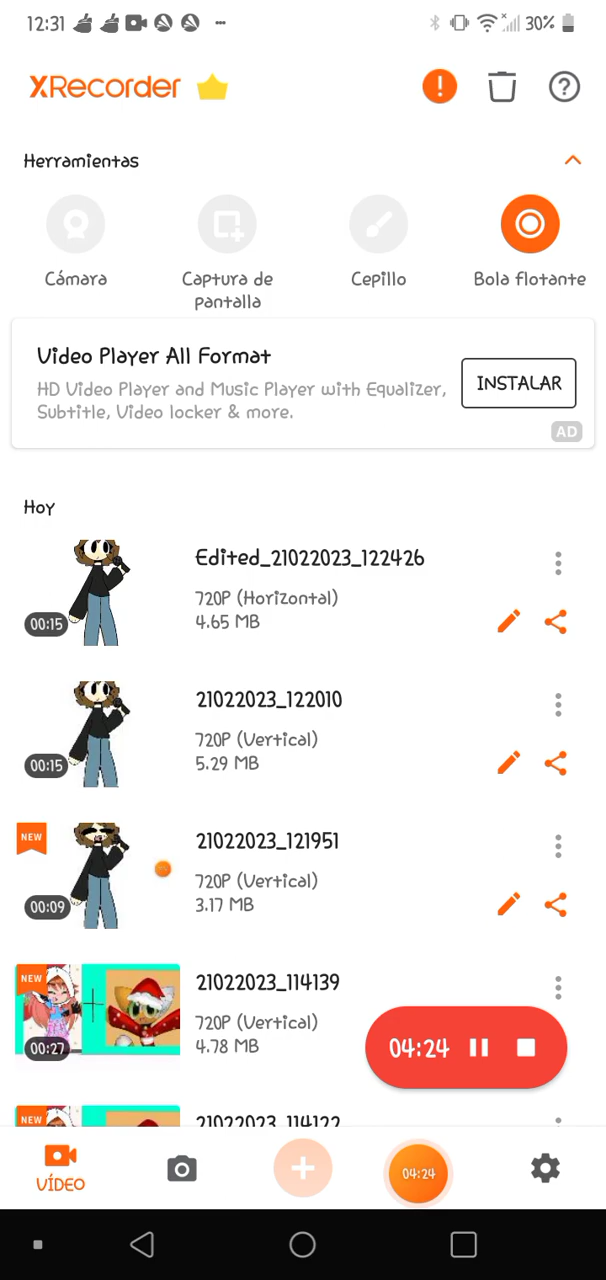 12:31
30%
XRecorder
Herramientas
Cámara
Captura de
pantalla
Cepillo
Bola flotante
Video Player All Format
HD Video Player and Music Player with Equalizer,
Subtitle, Video locker & more.
INSTALAR
AD
Hoy
Edited_21022023_122426
720P (Horizontal)
4.65 MB
00:15
21022023_122010
720P (Vertical)
5.29 MB
00:15
NEW
21022023_121951
720P (Vertical)
3.17 MB
00:09
NEW
21022023_114139
720P (Vertical)
4.78 MB
00:27
04:24
NEW
21022023_114122
VÍDEO
04:24